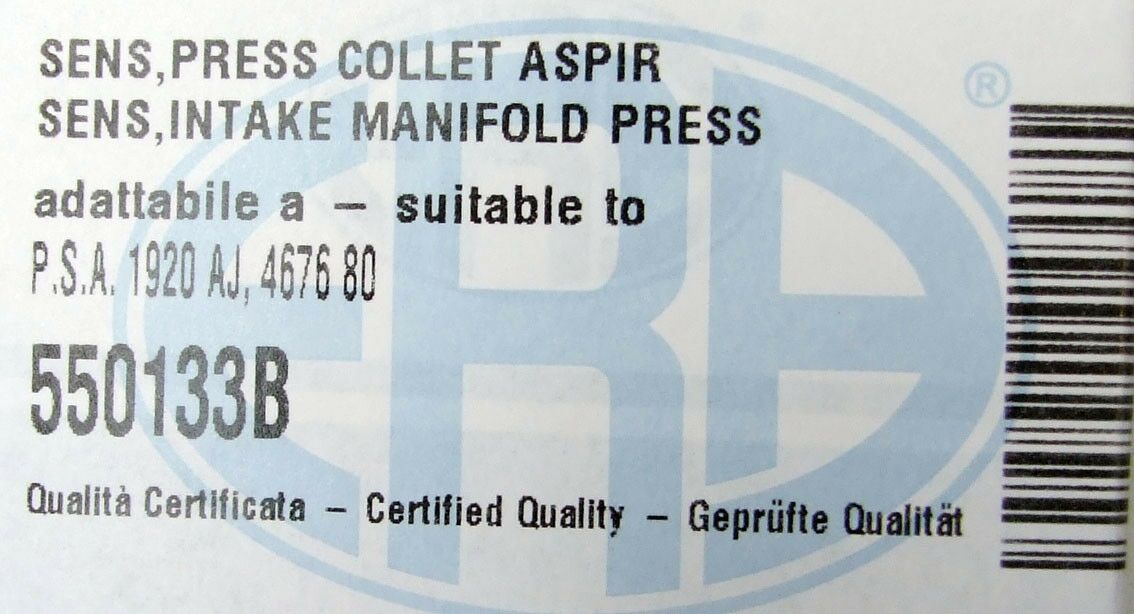 SENS,PRESS COLLET ASPIR
SENS,INTAKE MANIFOLD PRESS
adattabile a – suitable to
P.S.A. 1920 AJ, 4676 80
550133B
Qualità Certificata – Certified Quality – Geprüfte Qualität
ERA
®